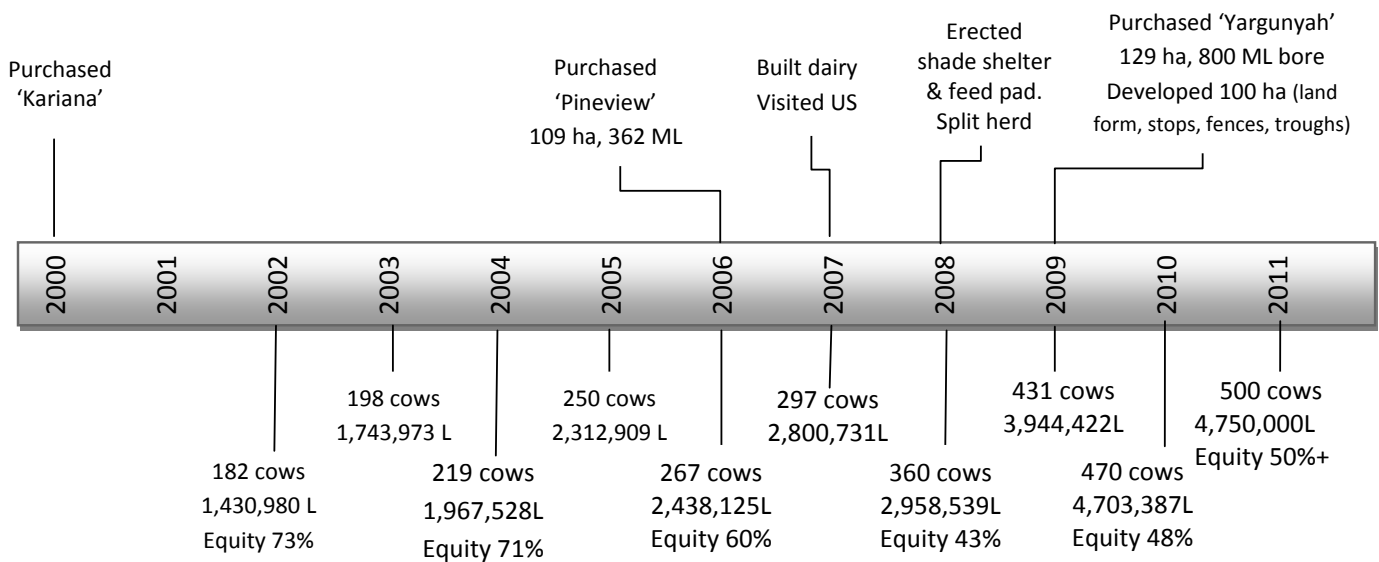 Purchased
‘Kariana’
Purchased
‘Pineview’
109 ha, 362 ML
Built dairy
Visited US
Erected
shade shelter
& feed pad.
Split herd
Purchased ‘Yargunyah’
129 ha, 800 ML bore
Developed 100 ha (land
form, stops, fences, troughs)
2000
2001
2002
2003
2004
2005
2006
2007
2008
2009
2010
2011
182 cows
1,430,980 L
Equity 73%
198 cows
1,743,973 L
219 cows
1,967,528L
Equity 71%
250 cows
2,312,909 L
267 cows
2,438,125L
Equity 60%
297 cows
2,800,731L
360 cows
2,958,539L
Equity 43%
431 cows
3,944,422L
470 cows
4,703,387L
Equity 48%
500 cows
4,750,000L
Equity 50%+